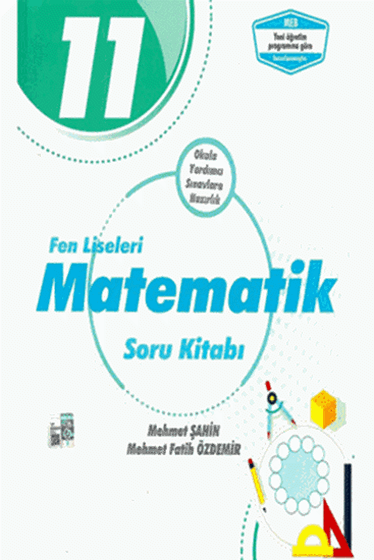 11
MEB
Yeni öğretim
programına göre
hazırlanmıştır.
Okula
Yardımcı
Sınavlara
Hazırlık
Fen Liseleri
Matematik
Soru Kitabı
Mehmet ŞAHİN
Mehmet Fatih ÖZDEMİR